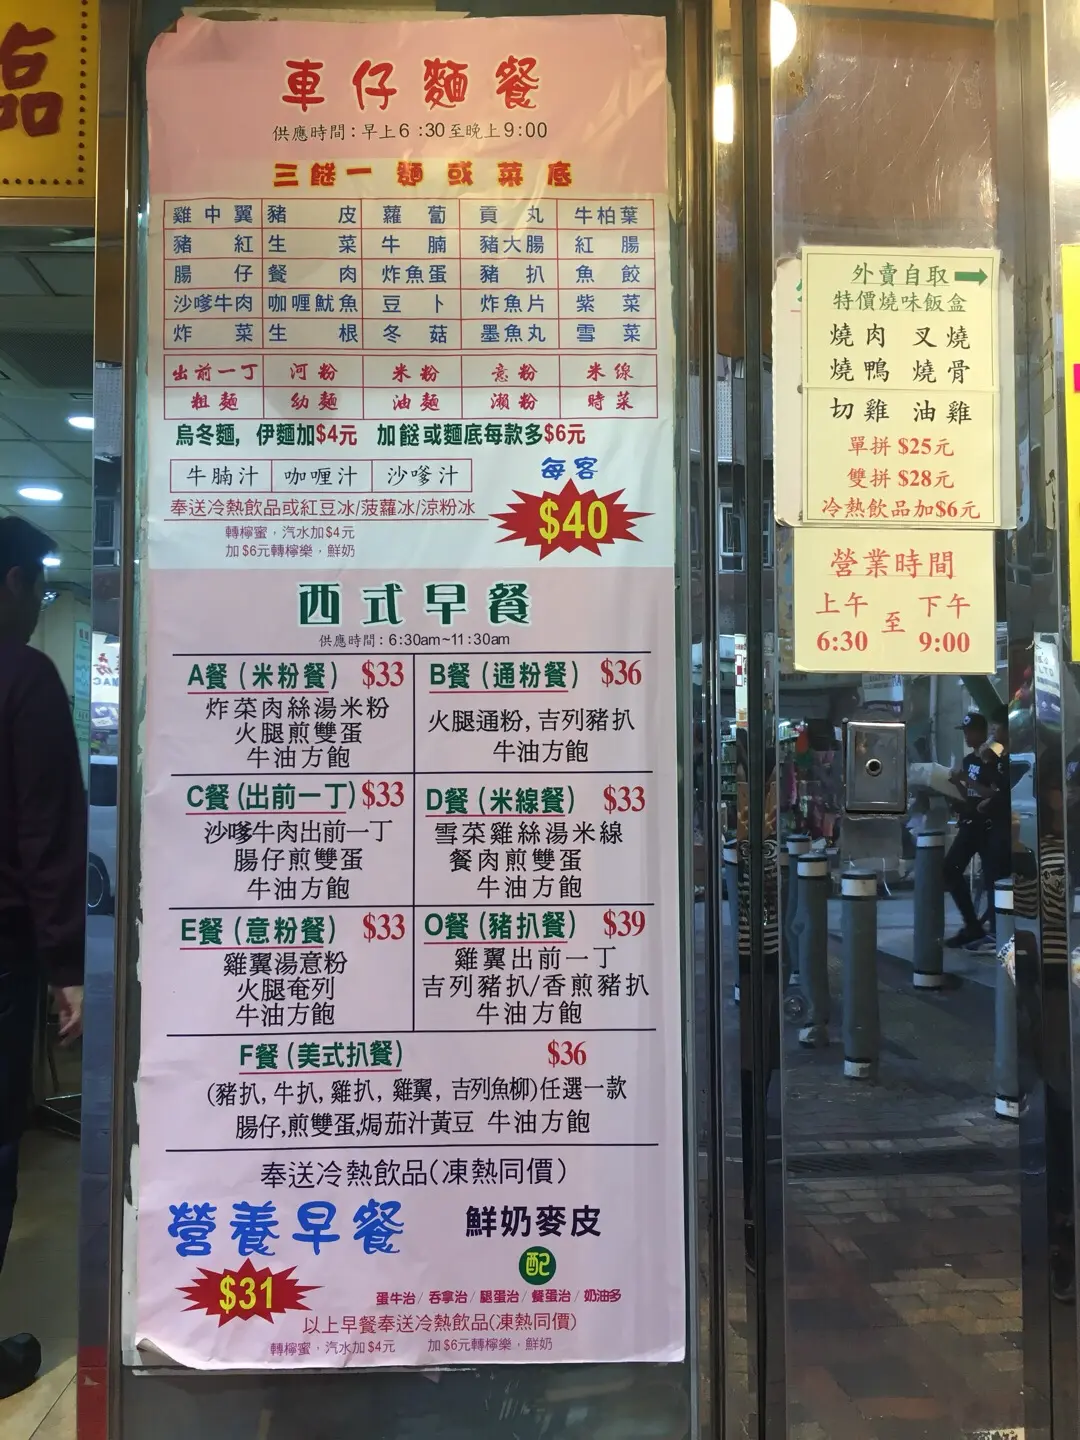 臨
車仔麵餐
供應時間:早上6:30至晚上9:00
三餸一麵或菜底
雞中翼 豬皮 蘿蔔 貢丸 牛柏葉
豬紅 生菜 牛腩 豬大腸 紅腸
腸仔 餐肉 炸魚蛋 豬扒 魚餃
沙嗲牛肉 咖喱魷魚 豆卜 炸魚片 紫菜
炸菜 生根 冬菇 墨魚丸 雪菜
出前一丁 河粉 米粉 意粉 米線
粗麵 幼麵 油麵 瀨粉 時菜
烏冬麵, 伊麵加$4元 加餸或麵底每款多$6元
牛腩汁 咖喱汁 沙嗲汁
每客
$40
奉送冷熱飲品或紅豆冰/菠蘿冰/涼粉冰
轉檸蜜,汽水加$4元
加$6元轉檸樂,鮮奶
西式早餐
供應時間:6:30am~11:30am
A餐(米粉餐) $33
炸菜肉絲湯米粉
火腿煎雙蛋
牛油方飽
B餐(通粉餐) $36
火腿通粉,吉列豬扒
牛油方飽
C餐(出前一丁) $33
沙嗲牛肉出前一丁
腸仔煎雙蛋
牛油方飽
D餐(米線餐) $33
雪菜雞絲湯米線
餐肉煎雙蛋
牛油方飽
E餐(意粉餐) $33
雞翼湯意粉
火腿奄列
牛油方飽
O餐(豬扒餐) $39
雞翼出前一丁
吉列豬扒/香煎豬扒
牛油方飽
F餐(美式扒餐) $36
(豬扒,牛扒,雞扒,雞翼,吉列魚柳)任選一款
腸仔,煎雙蛋,焗茄汁黃豆 牛油方飽
奉送冷熱飲品(凍熱同價)
營養早餐
$31
鮮奶麥皮
配
蛋牛治/吞拿治/腿蛋治/餐蛋治/奶油多
以上早餐奉送冷熱飲品(凍熱同價)
轉檸蜜,汽水加$4元 加$6元轉檸樂,鮮奶
外賣自取
特價燒味飯盒
燒肉 叉燒
燒鴨 燒骨
切雞 油雞
單拼 $25元
雙拼 $28元
冷熱飲品加$6元
營業時間
上午 至 下午
6:30 9:00